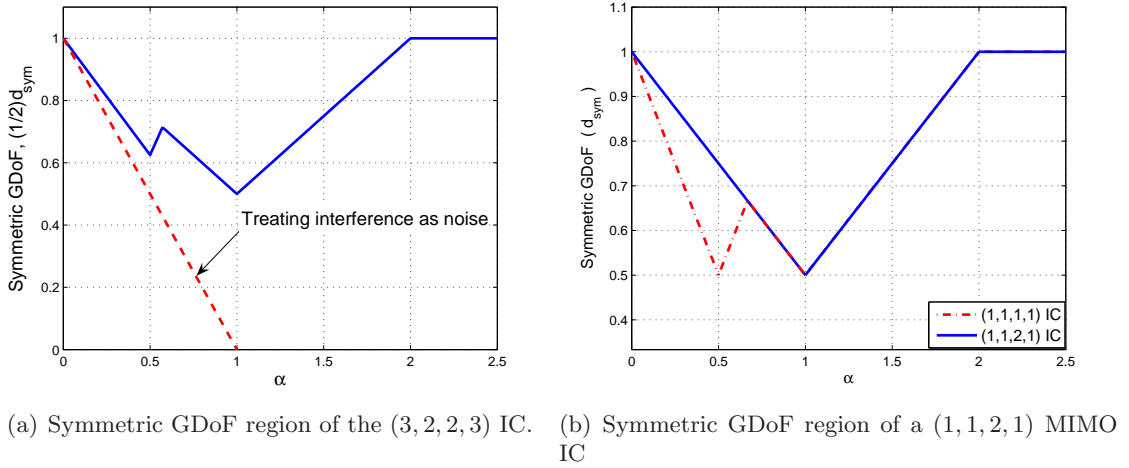 1
0.8
0.6
0.4
0.2
0
0
0.5
1
1.5
2
2.5
Symmetric GDoF, (1/2)d_sym
α
Treating interference as noise
(a) Symmetric GDoF region of the (3, 2, 2, 3) IC.
1.1
1
0.9
0.8
0.7
0.6
0.5
0.4
0
0.5
1
1.5
2
2.5
Symmetric GDoF ( d_sym )
α
(1,1,1,1) IC
(1,1,2,1) IC
(b) Symmetric GDoF region of a (1, 1, 2, 1) MIMO
IC